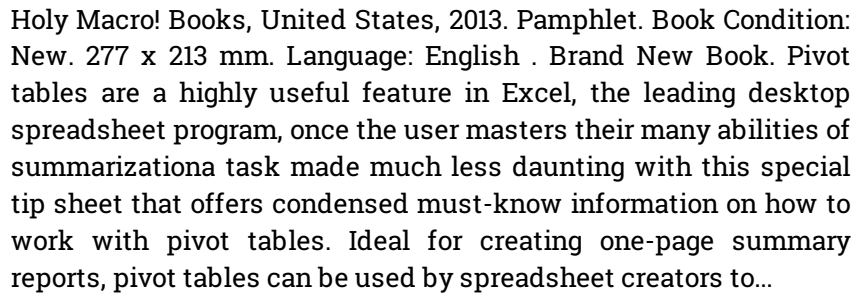 Holy Macro! Books, United States, 2013. Pamphlet. Book Condition:
New. 277 x 213 mm. Language: English . Brand New Book. Pivot
tables are a highly useful feature in Excel, the leading desktop
spreadsheet program, once the user masters their many abilities of
summarizationa task made much less daunting with this special
tip sheet that offers condensed must-know information on how to
work with pivot tables. Ideal for creating one-page summary
reports, pivot tables can be used by spreadsheet creators to...